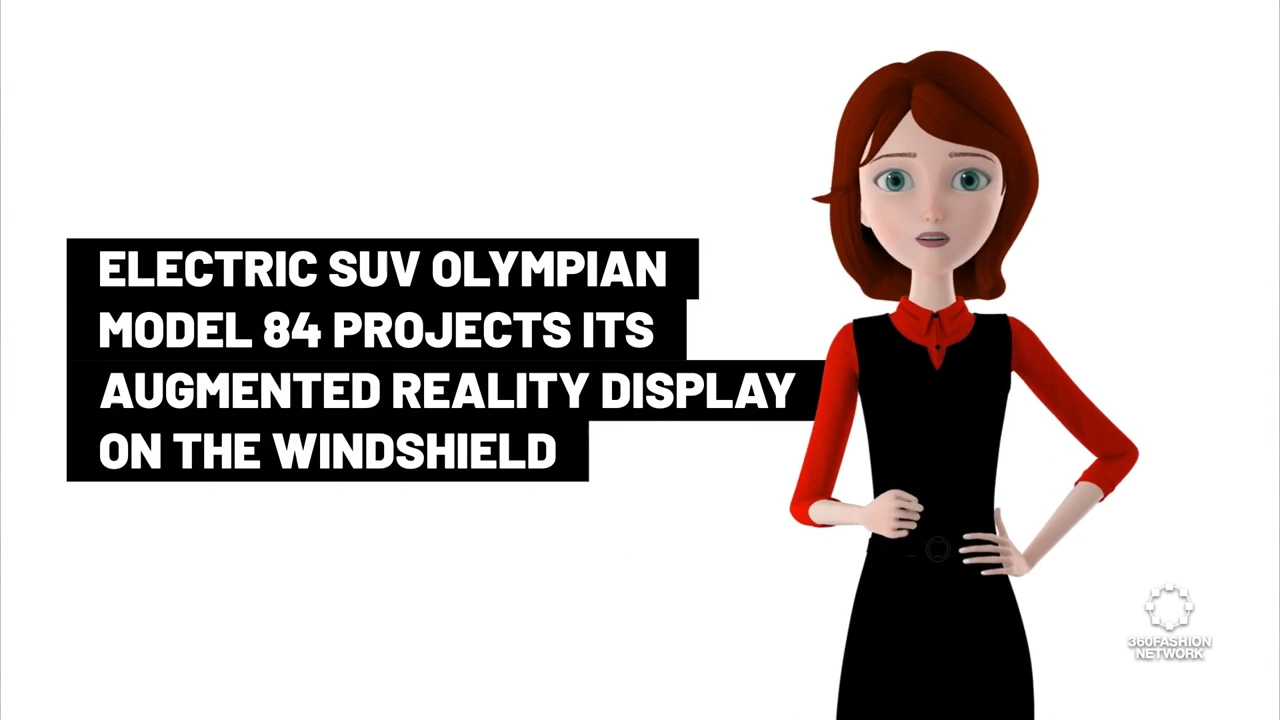 ELECTRIC SUV OLYMPIAN
MODEL 84 PROJECTS ITS
AUGMENTED REALITY DISPLAY
ON THE WINDSHIELD
360FASHION
NETWORK